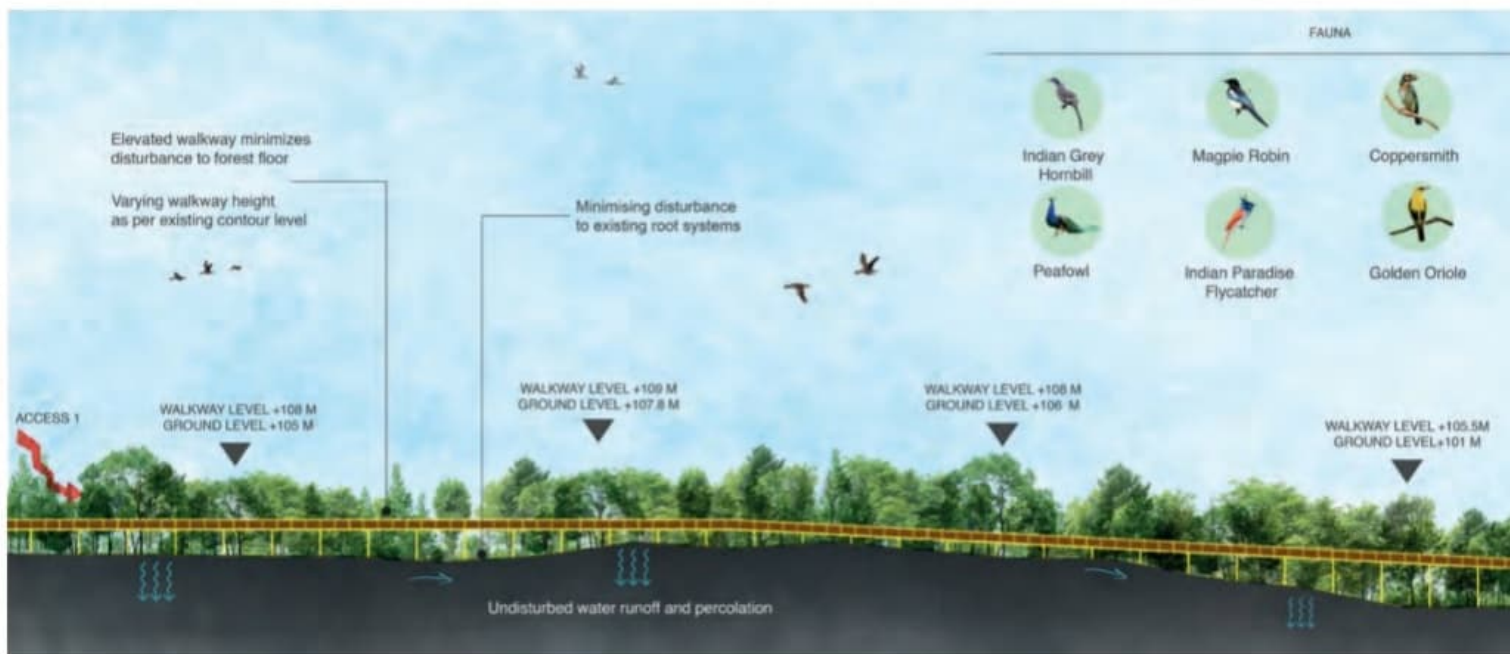 FAUNA
Indian Grey
Hornbill
Magpie Robin
Coppersmith
Peafowl
Indian Paradise
Flycatcher
Golden Oriole
Elevated walkway minimizes
disturbance to forest floor
Varying walkway height
as per existing contour level
Minimising disturbance
to existing root systems
ACCESS 1
WALKWAY LEVEL +108 M
GROUND LEVEL +105 M
WALKWAY LEVEL +109 M
GROUND LEVEL +107.8 M
WALKWAY LEVEL +108 M
GROUND LEVEL +106 M
WALKWAY LEVEL +105.5M
GROUND LEVEL+101 M
Undisturbed water runoff and percolation